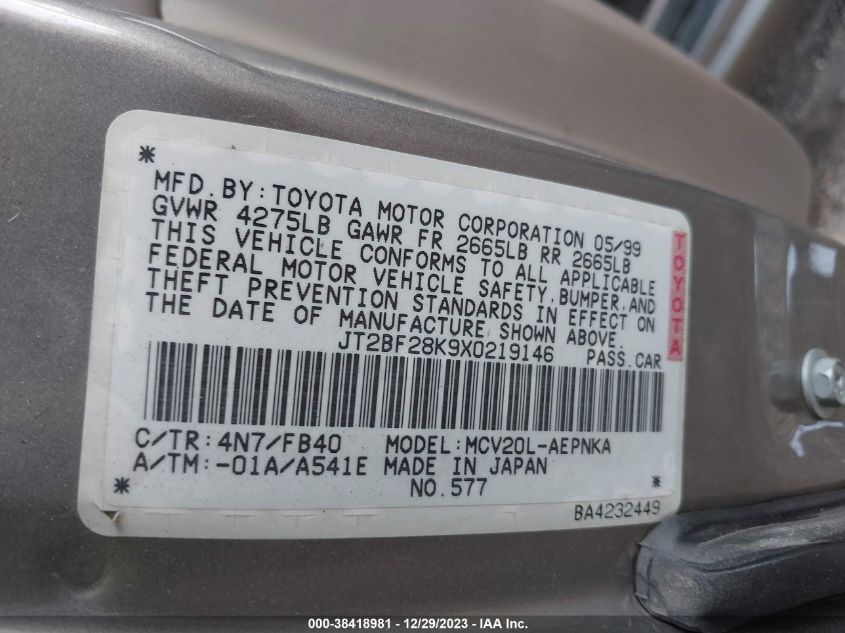 *
MFD.BY:TOYOTA MOTOR CORPORATION 05/99
GVWR 4275LB GAWR FR 2665LB RR 2665LB
THIS VEHICLE CONFORMS TO ALL APPLICABLE
FEDERAL MOTOR VEHICLE SAFETY,BUMPER,AND
THEFT PREVENTION STANDARDS IN EFFECT ON
THE DATE OF MANUFACTURE SHOWN ABOVE.
JT2BF28K9X0219146 PASS.CAR
TOYOTA
C/TR:4N7/FB40 MODEL:MCV20L-AEPNKA
A/TM:-01A/A541E MADE IN JAPAN
* NO.577 *
BA4232449
000-38418981 - 12/29/2023 - IAA Inc.